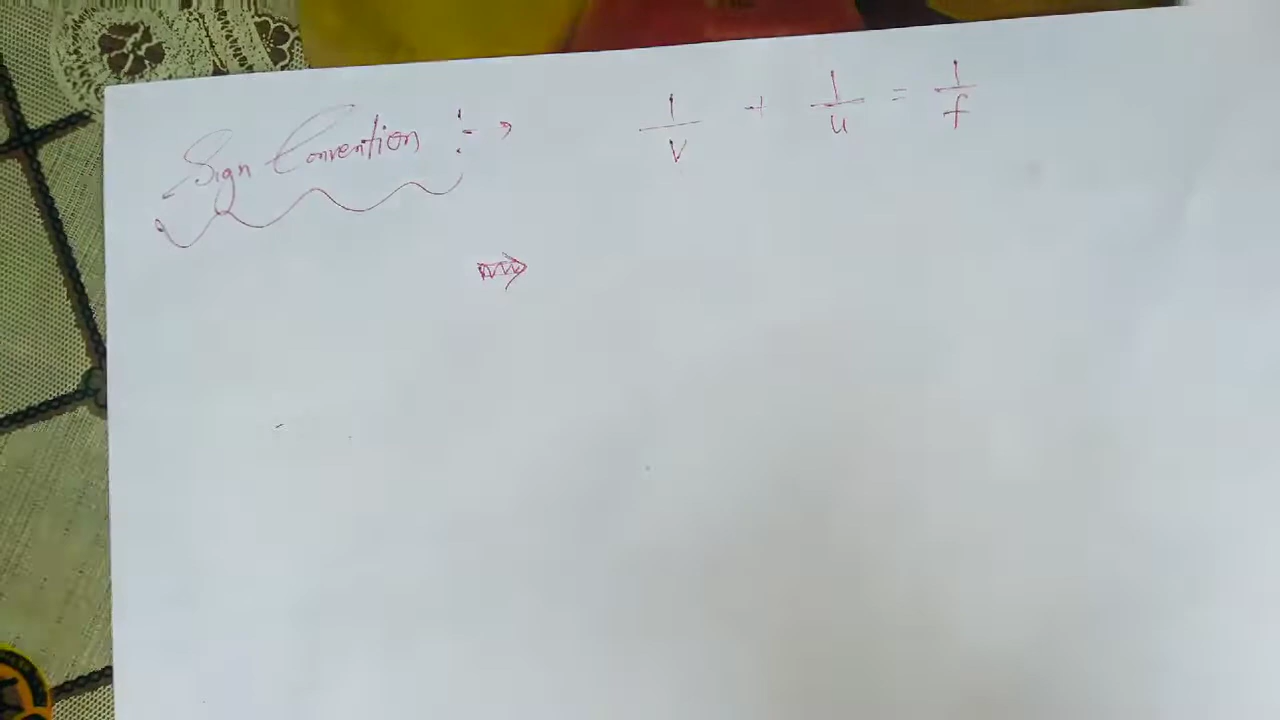 Sign Convention :- 1/v + 1/u = 1/f